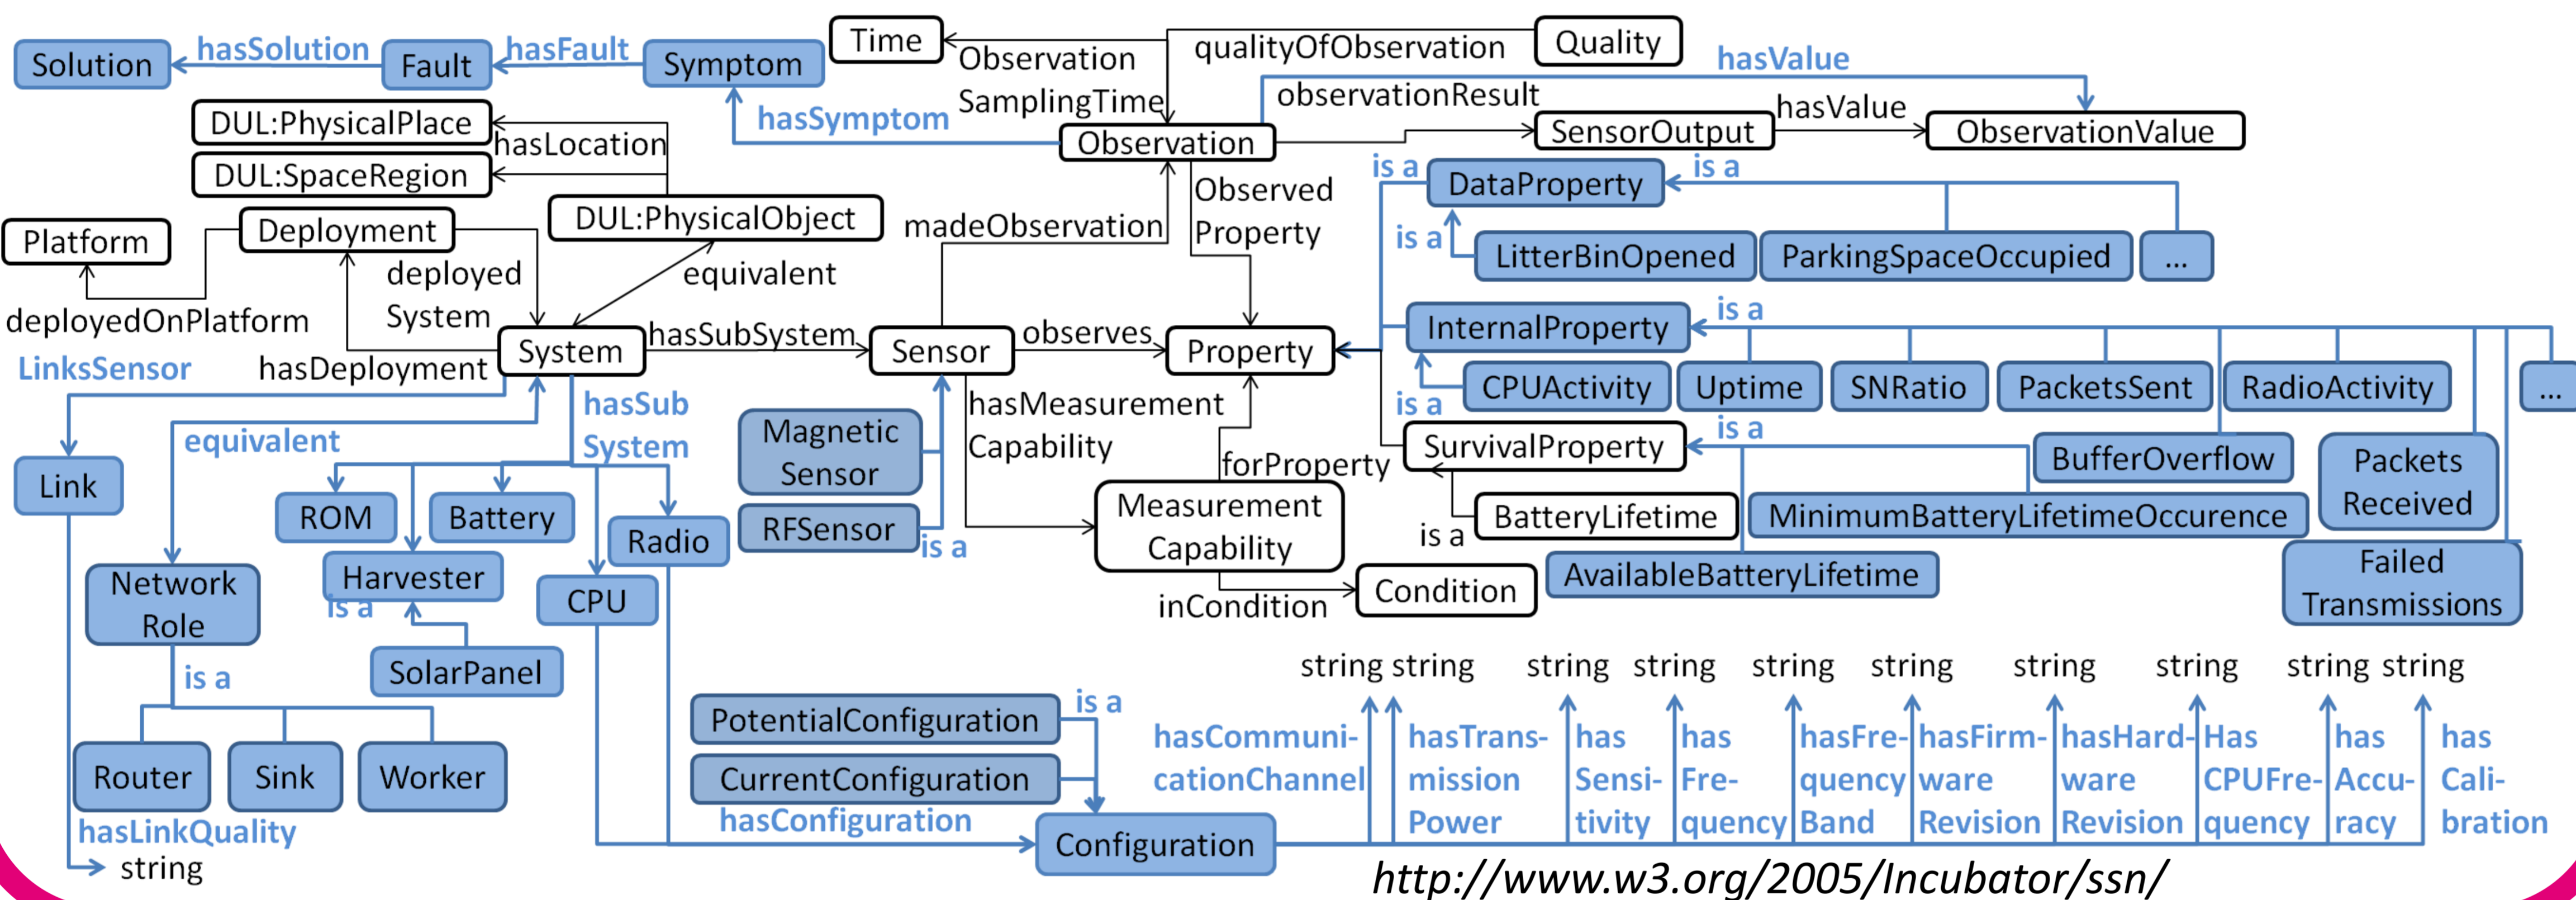 Solution
hasSolution
Fault
hasFault
Symptom
Time
Observation
SamplingTime
qualityOfObservation
Quality
hasValue
observationResult
hasValue
SensorOutput
ObservationValue
DUL:PhysicalPlace
hasLocation
DUL:SpaceRegion
hasSymptom
Observation
Observed
Property
madeObservation
is a
DataProperty
is a
is a
LitterBinOpened
ParkingSpaceOccupied
...
Platform
Deployment
DUL:PhysicalObject
deployed
System
equivalent
deployedOnPlatform
hasDeployment
System
hasSubSystem
Sensor
observes
Property
InternalProperty
is a
CPUActivity
Uptime
SNRatio
PacketsSent
RadioActivity
...
is a
LinksSensor
equivalent
hasSub
System
Magnetic
Sensor
RFSensor
is a
hasMeasurement
Capability
forProperty
Measurement
Capability
inCondition
Condition
SurvivalProperty
is a
BufferOverflow
Packets
Received
is a
BatteryLifetime
MinimumBatteryLifetimeOccurence
AvailableBatteryLifetime
Failed
Transmissions
Link
ROM
Battery
Radio
Harvester
is a
CPU
Network
Role
SolarPanel
is a
Router
Sink
Worker
hasLinkQuality
string
PotentialConfiguration
is a
CurrentConfiguration
hasConfiguration
Configuration
string string string string string string string string string string
hasCommuni-
cationChannel
hasTrans-
mission
Power
has
Sensi-
tivity
has
Fre-
quency
hasFre-
quency
Band
hasFirm-
ware
Revision
hasHard-
ware
Revision
Has
CPUFre-
quency
has
Accu-
racy
has
Cali-
bration
http://www.w3.org/2005/Incubator/ssn/